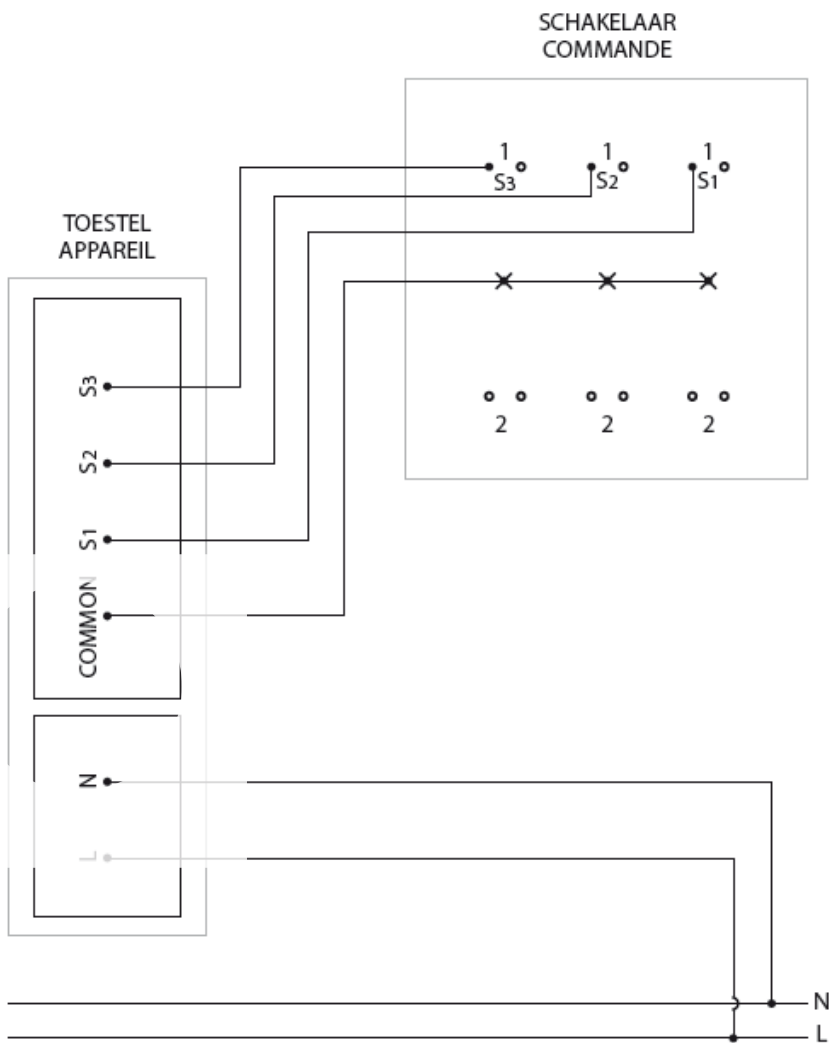 SCHAKELAAR
COMMANDE
1 1 1
S3 S2 S1
TOESTEL
APPAREIL
S3
S2
S1
COMMON
2 2 2
N
L
N
L